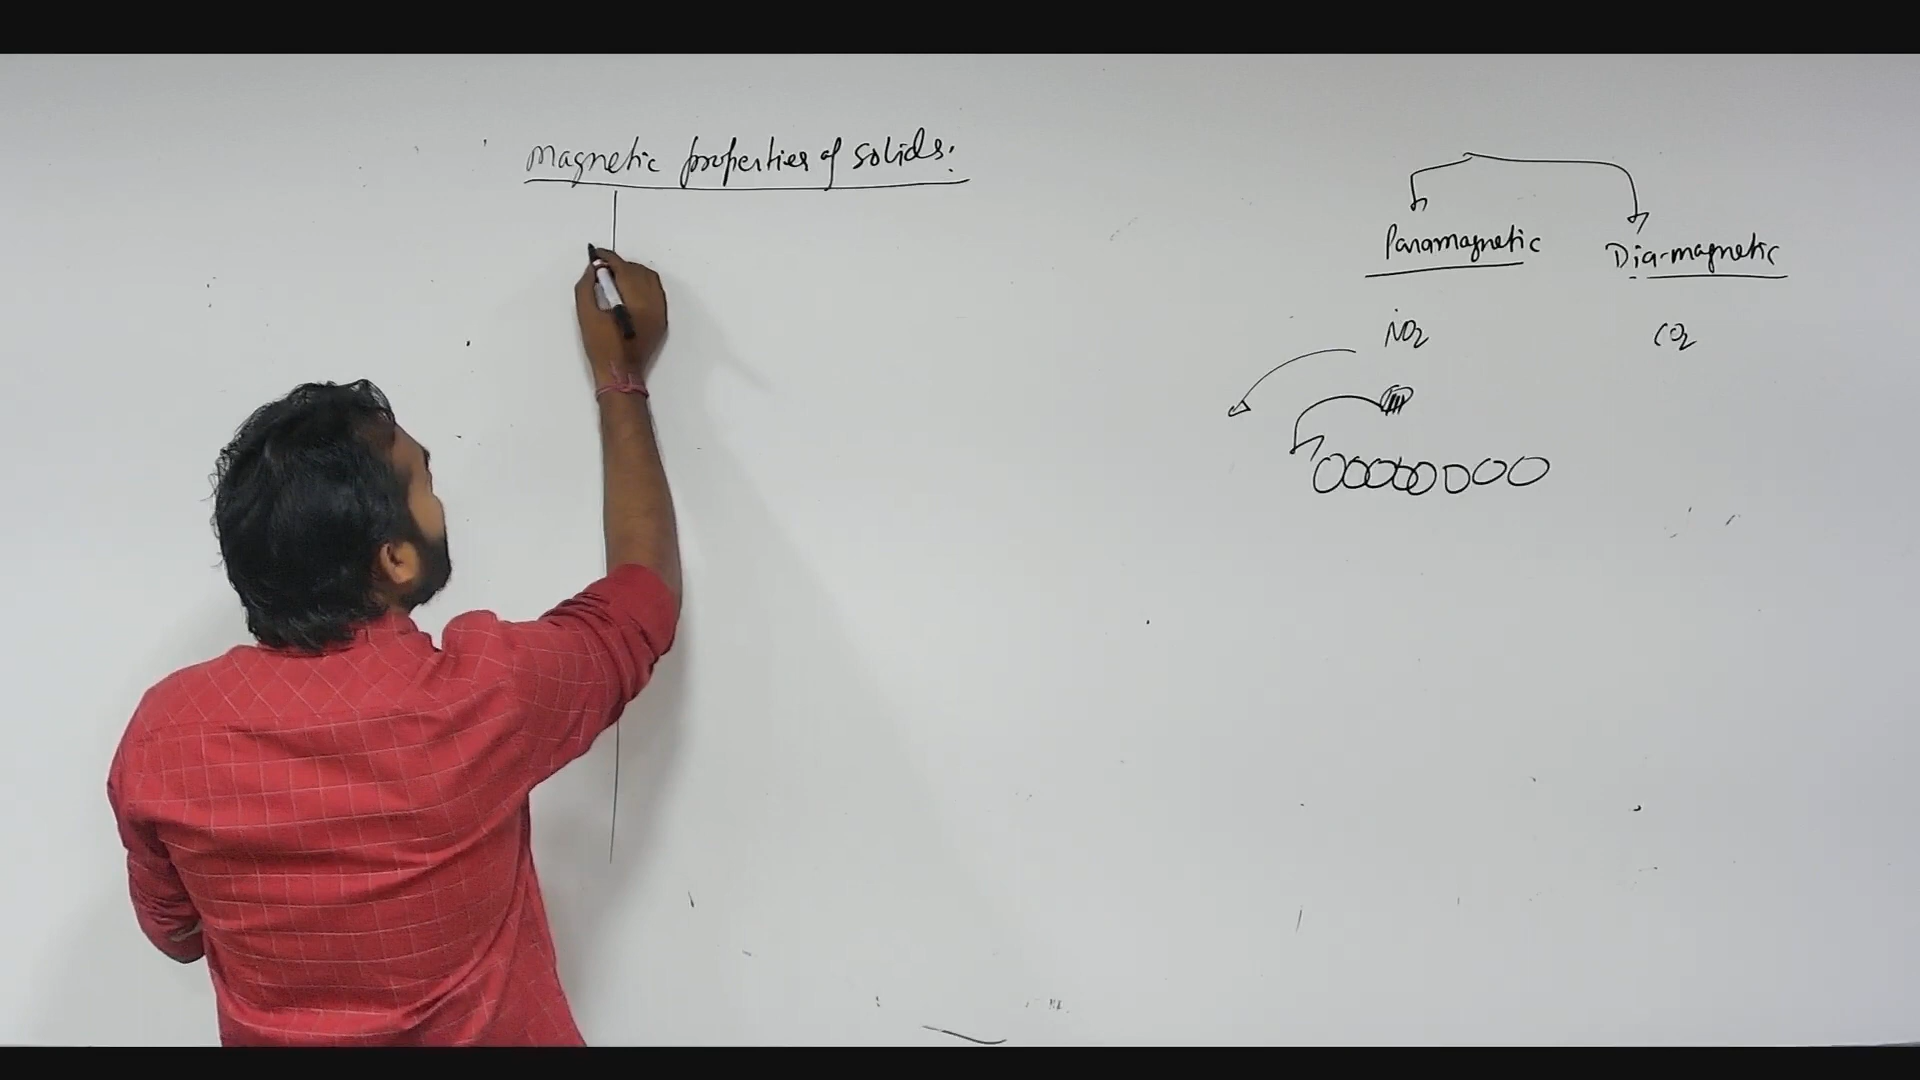 Magnetic properties of solids.
Paramagnetic Dia-magnetic
NO2 CO2